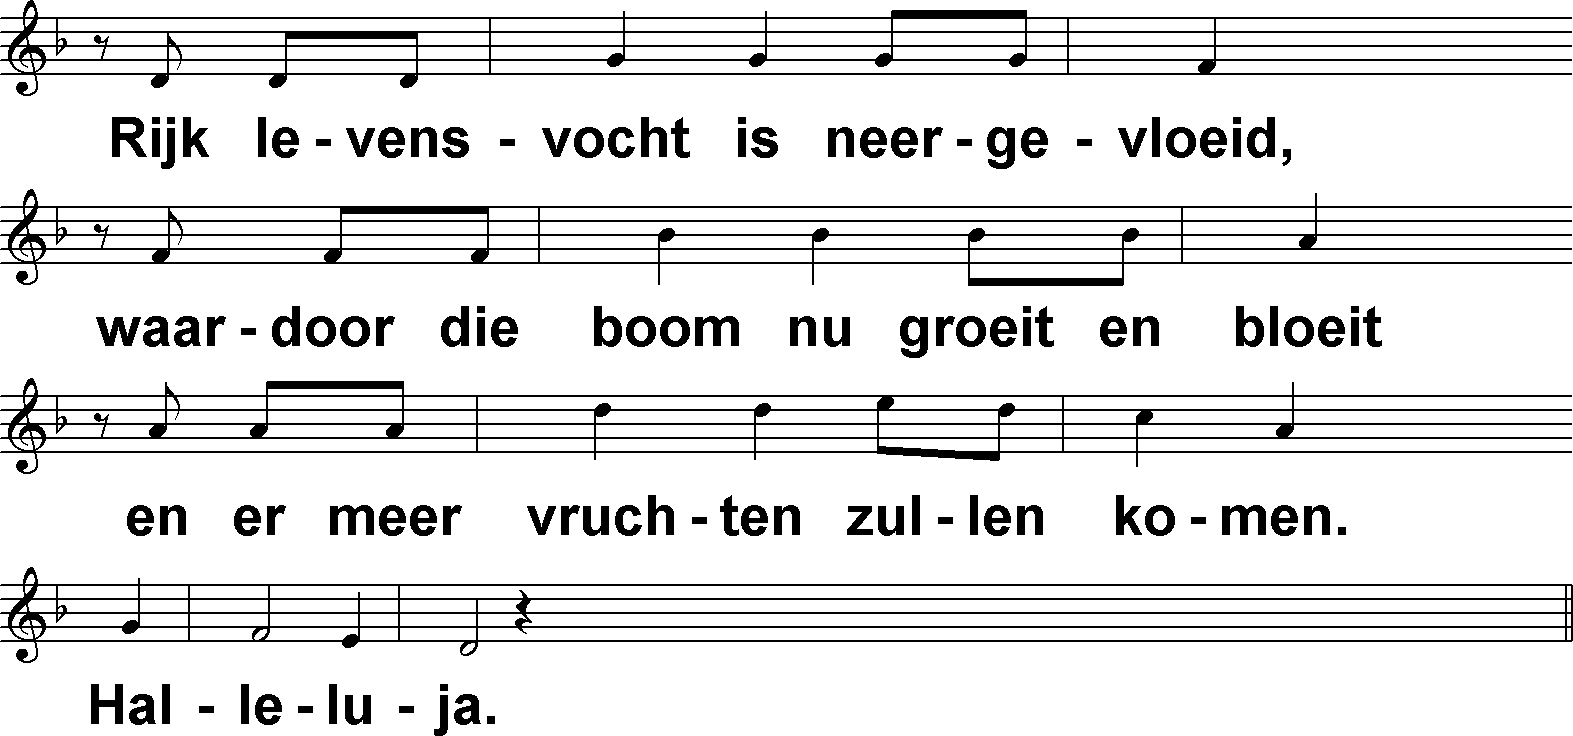 Rijk le - vens - vocht is neer - ge - vloeid,
waar - door die boom nu groeit en bloeit
en er meer vruch - ten zul - len ko - men.
Hal - le - lu - ja.